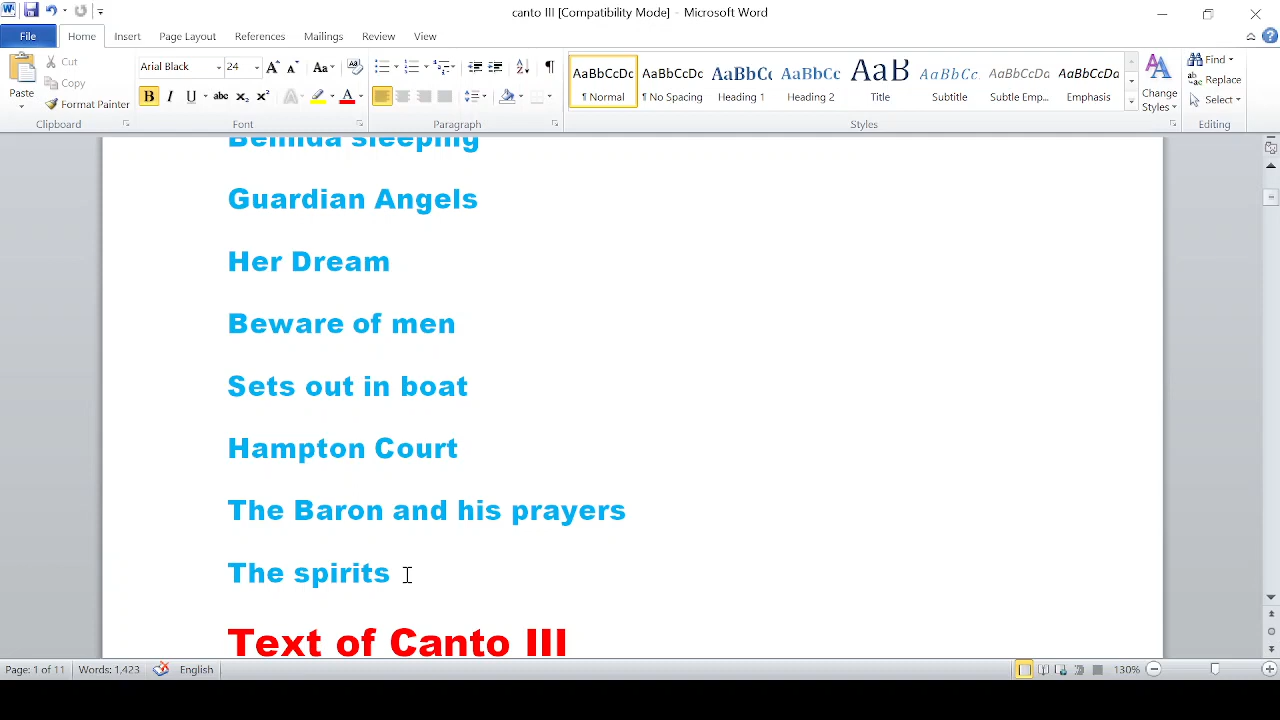 canto III [Compatibility Mode] - Microsoft Word
File Home Insert Page Layout References Mailings Review View
Cut
Copy
Format Painter
Paste
Clipboard
Arial Black 24
Font
Paragraph
AaBbCcDc AaBbCcDc AaBbC AaBbCc AaB AaBbCc. AaBbCcDc AaBbCcDc
¶ Normal ¶ No Spacing Heading 1 Heading 2 Title Subtitle Subtle Emp... Emphasis
Change Styles
Styles
Find
Replace
Select
Editing
Belinda sleeping
Guardian Angels
Her Dream
Beware of men
Sets out in boat
Hampton Court
The Baron and his prayers
The spirits
Text of Canto III
Page: 1 of 11 Words: 1,423 English 130%